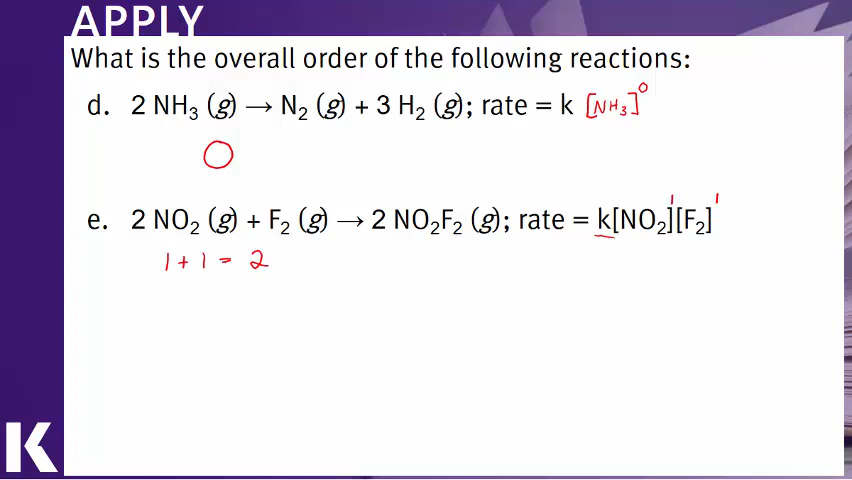 APPLY
What is the overall order of the following reactions:
d. 2 NH₃ (g) → N₂ (g) + 3 H₂ (g); rate = k [NH₃]⁰
0
e. 2 NO₂ (g) + F₂ (g) → 2 NO₂F₂ (g); rate = k[NO₂]¹[F₂]¹
1 + 1 = 2
K